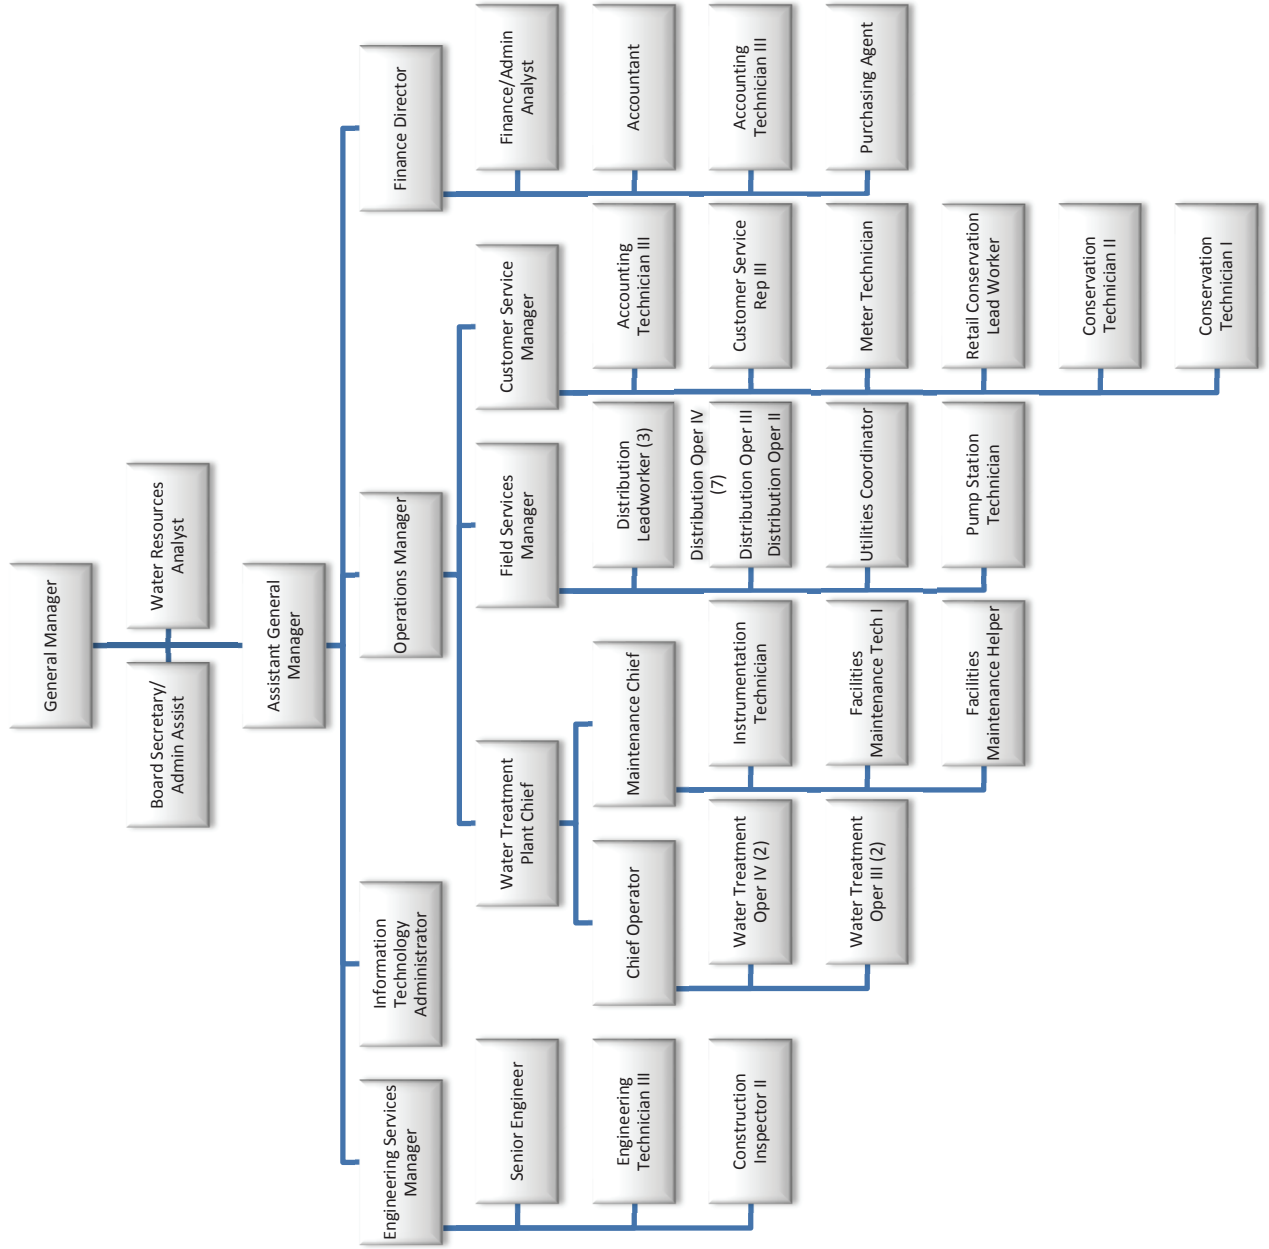 General Manager
Board Secretary/
Admin Assist
Water Resources
Analyst
Assistant General
Manager
Engineering Services
Manager
Senior Engineer
Engineering
Technician III
Construction
Inspector II
Information
Technology
Administrator
Operations Manager
Water Treatment
Plant Chief
Chief Operator
Water Treatment
Oper IV (2)
Water Treatment
Oper III (2)
Maintenance Chief
Instrumentation
Technician
Facilities
Maintenance Tech I
Facilities
Maintenance Helper
Field Services
Manager
Distribution
Leadworker (3)
Distribution Oper IV
(7)
Distribution Oper III
Distribution Oper II
Utilities Coordinator
Pump Station
Technician
Customer Service
Manager
Accounting
Technician III
Customer Service
Rep III
Meter Technician
Retail Conservation
Lead Worker
Conservation
Technician II
Conservation
Technician I
Finance Director
Finance/Admin
Analyst
Accountant
Accounting
Technician III
Purchasing Agent